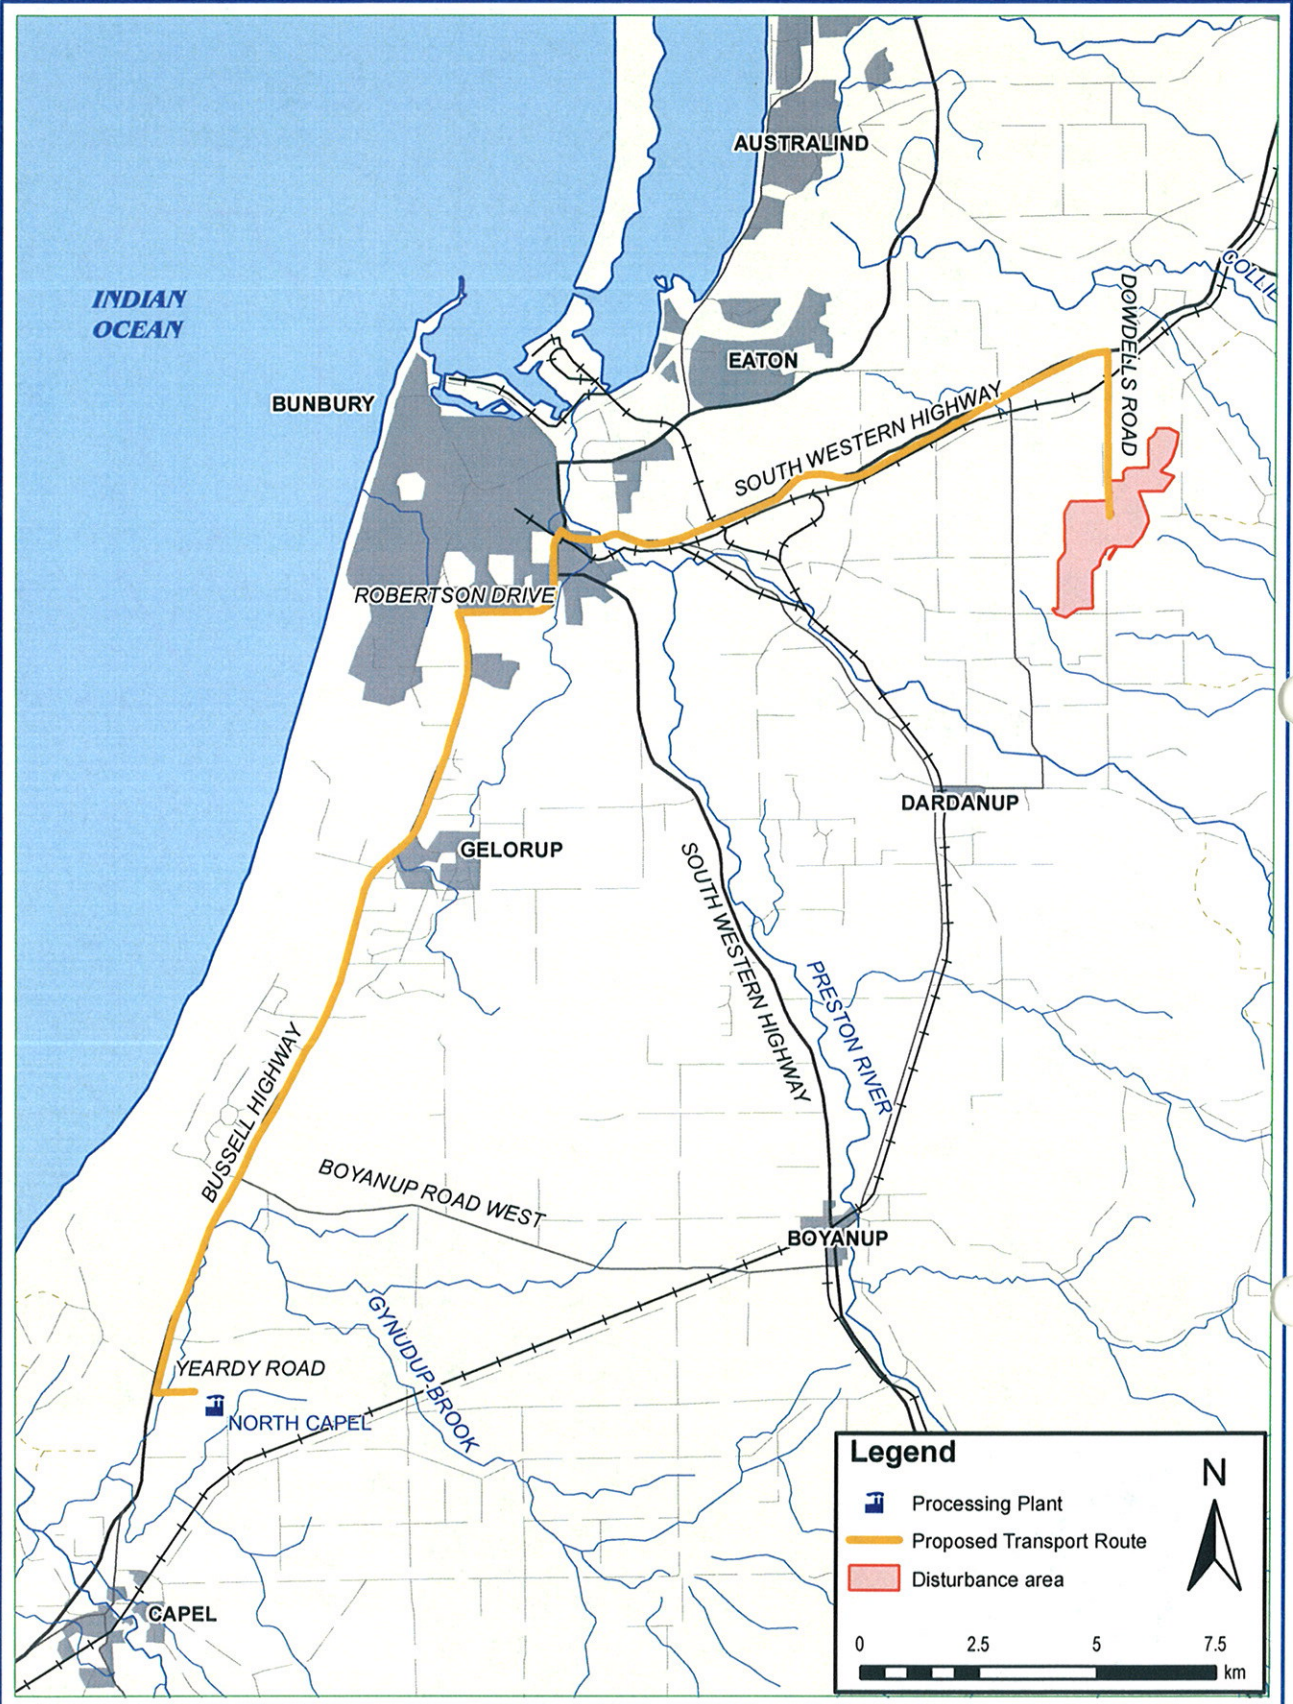 AUSTRALIND
COLLIE
INDIAN
OCEAN
DOWDELLS ROAD
EATON
BUNBURY
SOUTH WESTERN HIGHWAY
ROBERTSON DRIVE
DARDANUP
GELORUP
SOUTH WESTERN HIGHWAY
PRESTON RIVER
BUSSELL HIGHWAY
BOYANUP ROAD WEST
BOYANUP
GYNUDUP-BROOK
YEARDY ROAD
NORTH CAPEL
CAPEL
Legend
N
Processing Plant
Proposed Transport Route
Disturbance area
0 2.5 5 7.5
km